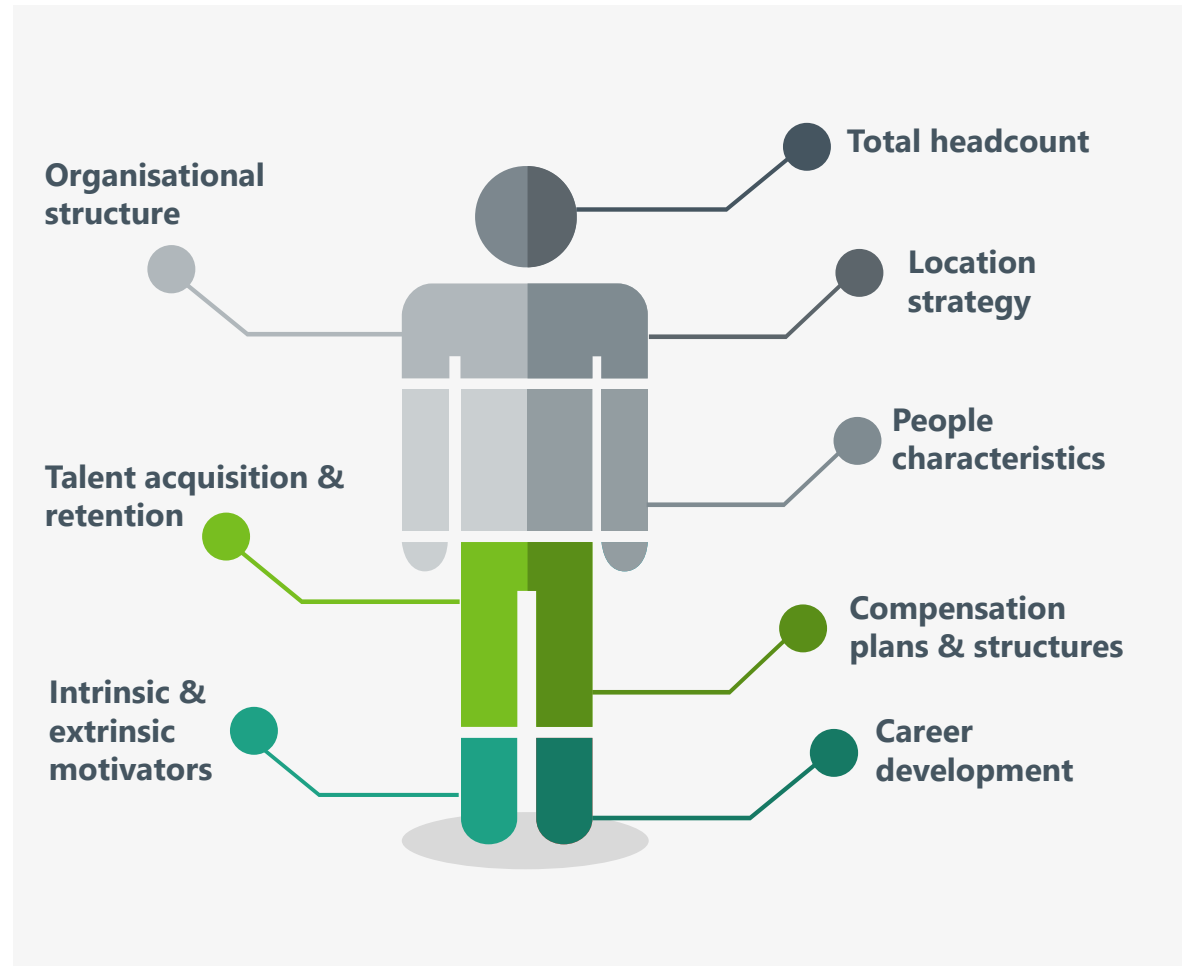 Total headcount
Organisational
structure
Location
strategy
People
characteristics
Talent acquisition &
retention
Compensation
plans & structures
Intrinsic &
extrinsic
motivators
Career
development